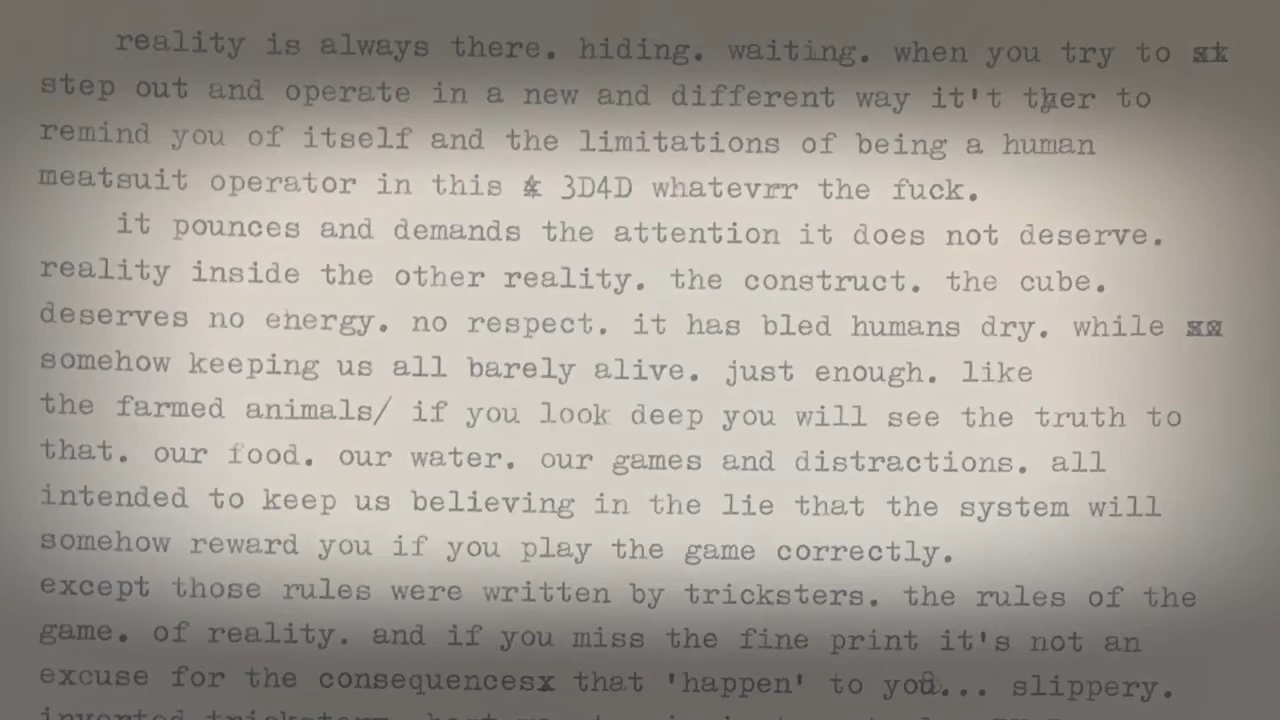 reality is always there. hiding. waiting. when you try to
step out and operate in a new and different way it't ther to
remind you of itself and the limitations of being a human
meatsuit operator in this & 3D4D whatevrr the fuck.
it pounces and demands the attention it does not deserve.
reality inside the other reality. the construct. the cube.
deserves no energy. no respect. it has bled humans dry. while
somehow keeping us all barely alive. just enough. like
the farmed animals/ if you look deep you will see the truth to
that. our food. our water. our games and distractions. all
intended to keep us believing in the lie that the system will
somehow reward you if you play the game correctly.
except those rules were written by tricksters. the rules of the
game. of reality. and if you miss the fine print it's not an
excuse for the consequencesx that 'happen' to you... slippery.